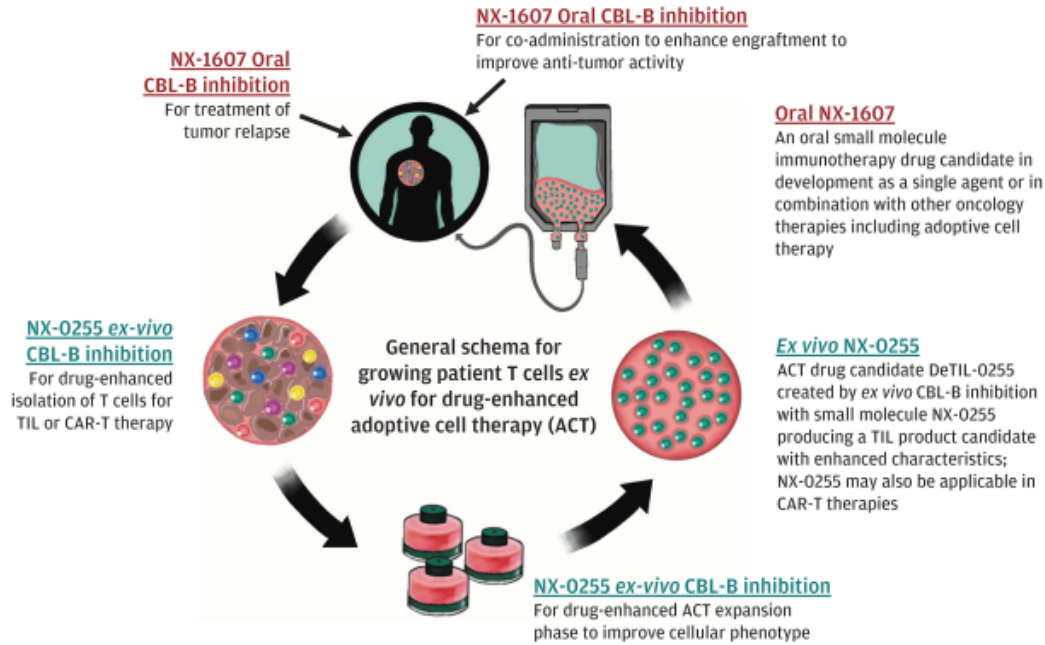 NX-1607 Oral CBL-B inhibition
For co-administration to enhance engraftment to
improve anti-tumor activity
NX-1607 Oral
CBL-B inhibition
For treatment of
tumor relapse
Oral NX-1607
An oral small molecule
immunotherapy drug candidate in
development as a single agent or in
combination with other oncology
therapies including adoptive cell
therapy
NX-0255 ex-vivo
CBL-B inhibition
For drug-enhanced
isolation of T cells for
TIL or CAR-T therapy
General schema for
growing patient T cells ex
vivo for drug-enhanced
adoptive cell therapy (ACT)
Ex vivo NX-0255
ACT drug candidate DeTIL-0255
created by ex vivo CBL-B inhibition
with small molecule NX-0255
producing a TIL product candidate
with enhanced characteristics;
NX-0255 may also be applicable in
CAR-T therapies
NX-0255 ex-vivo CBL-B inhibition
For drug-enhanced ACT expansion
phase to improve cellular phenotype